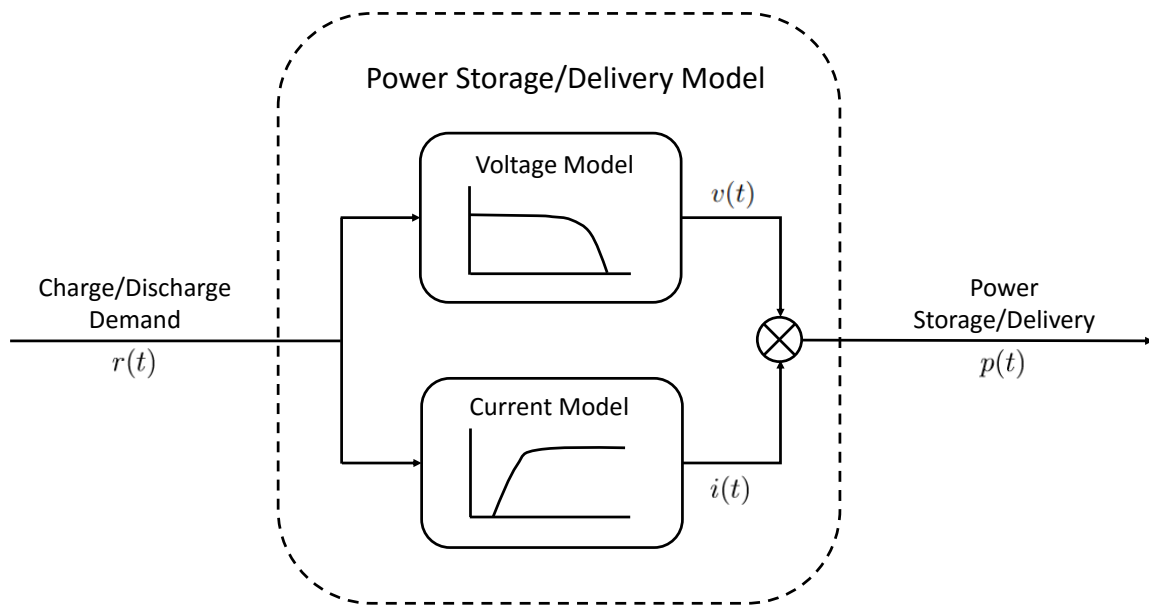 Power Storage/Delivery Model
Voltage Model
v(t)
Charge/Discharge
Demand
r(t)
Power
Storage/Delivery
p(t)
Current Model
i(t)